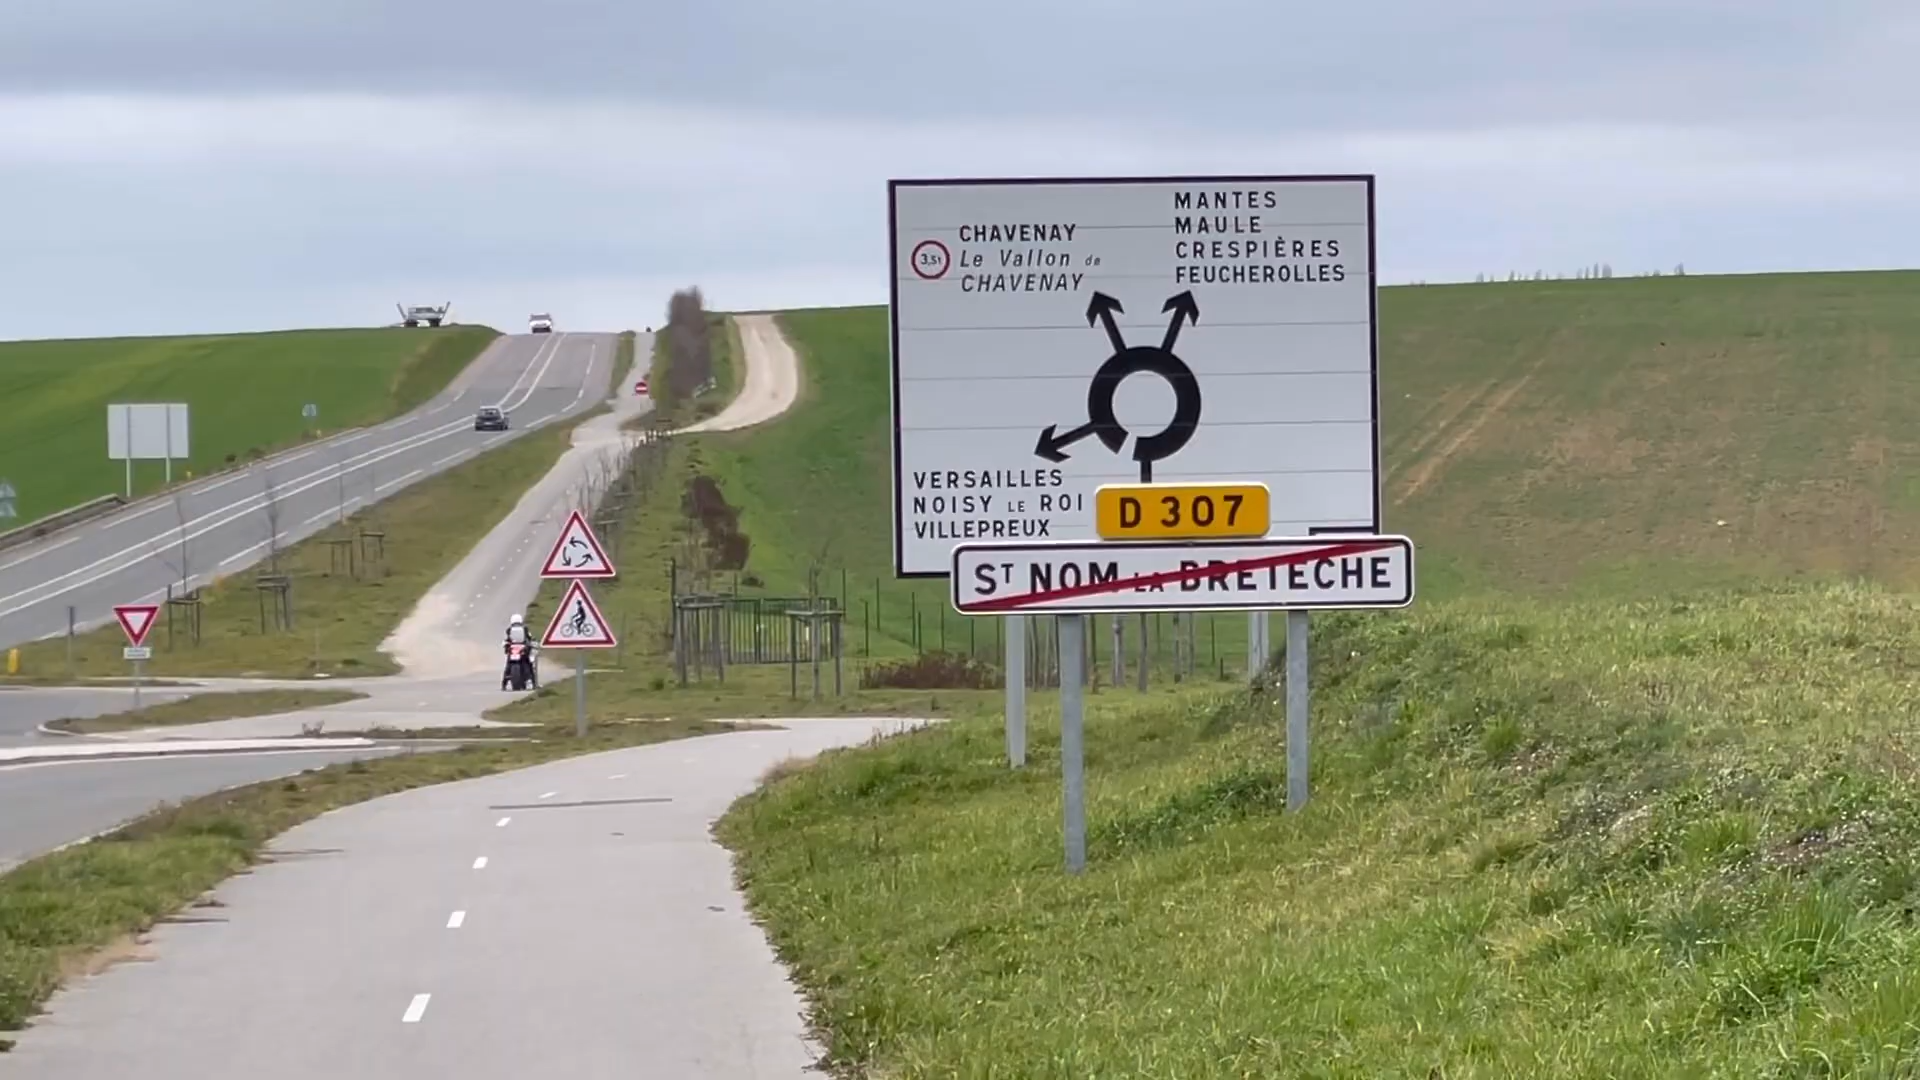 MANTES
MAULE
CRESPIÈRES
FEUCHEROLLES
CHAVENAY
3,5t
Le Vallon de
CHAVENAY
VERSAILLES
NOISY LE ROI
VILLEPREUX
D 307
ST NOM LA BRETECHE